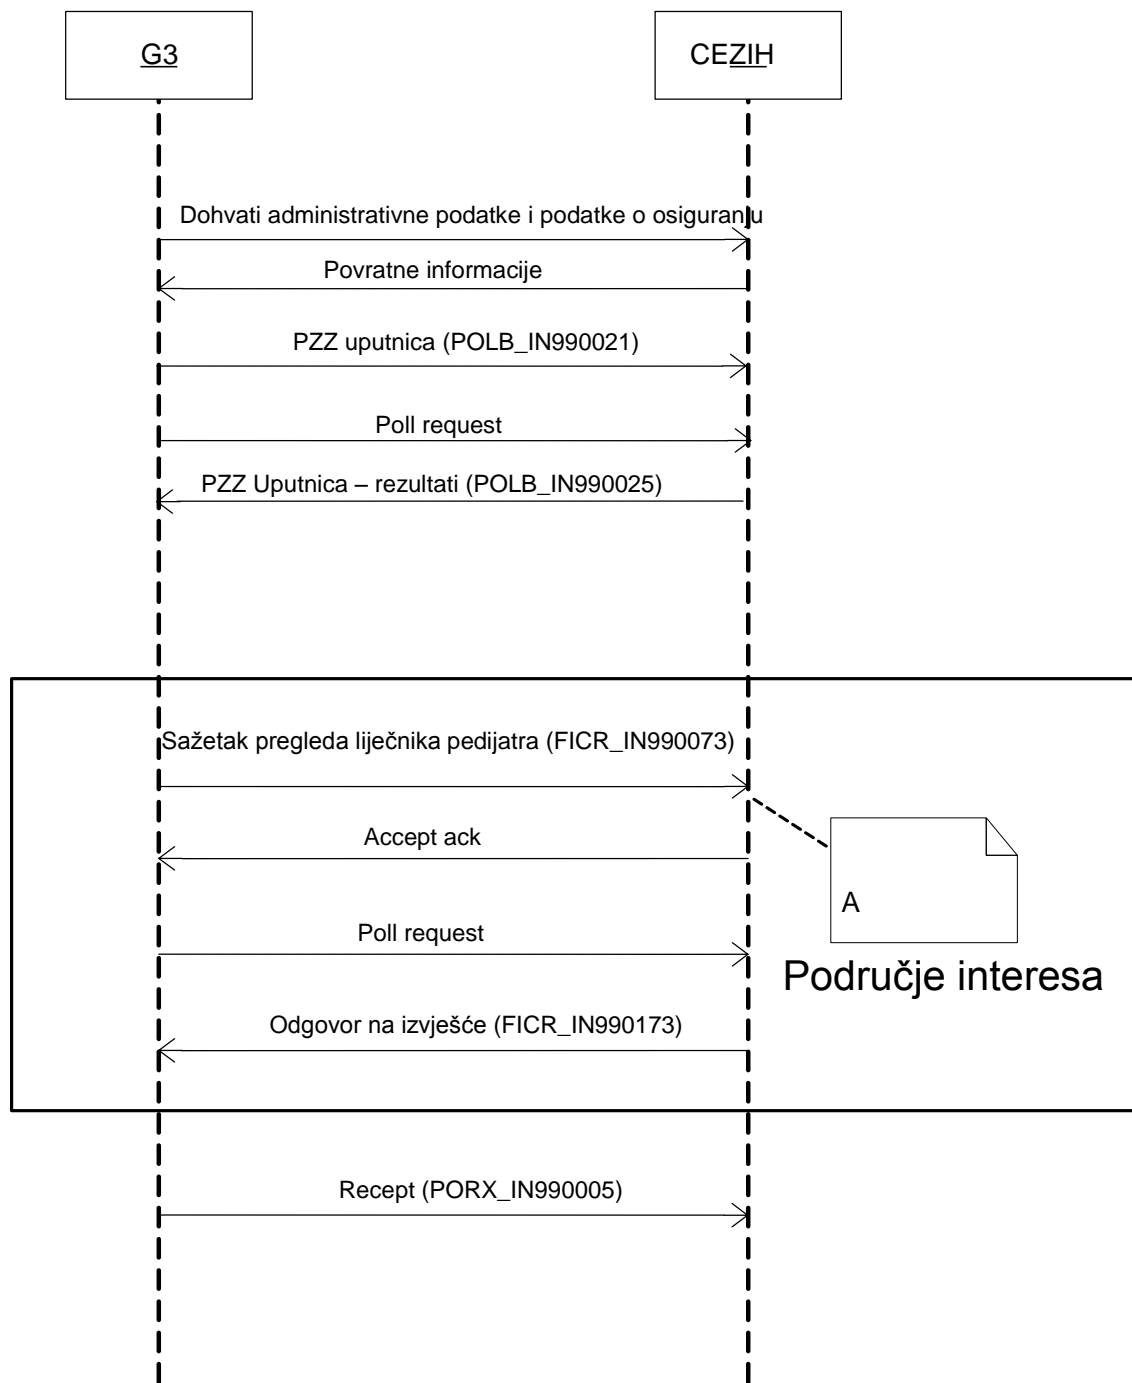 G3
CEZIH
Dohvati administrativne podatke i podatke o osiguranju
Povratne informacije
PZZ uputnica (POLB_IN990021)
Poll request
PZZ Uputnica – rezultati (POLB_IN990025)
Sažetak pregleda liječnika pedijatra (FICR_IN990073)
Accept ack
A
Poll request
Područje interesa
Odgovor na izvješće (FICR_IN990173)
Recept (PORX_IN990005)